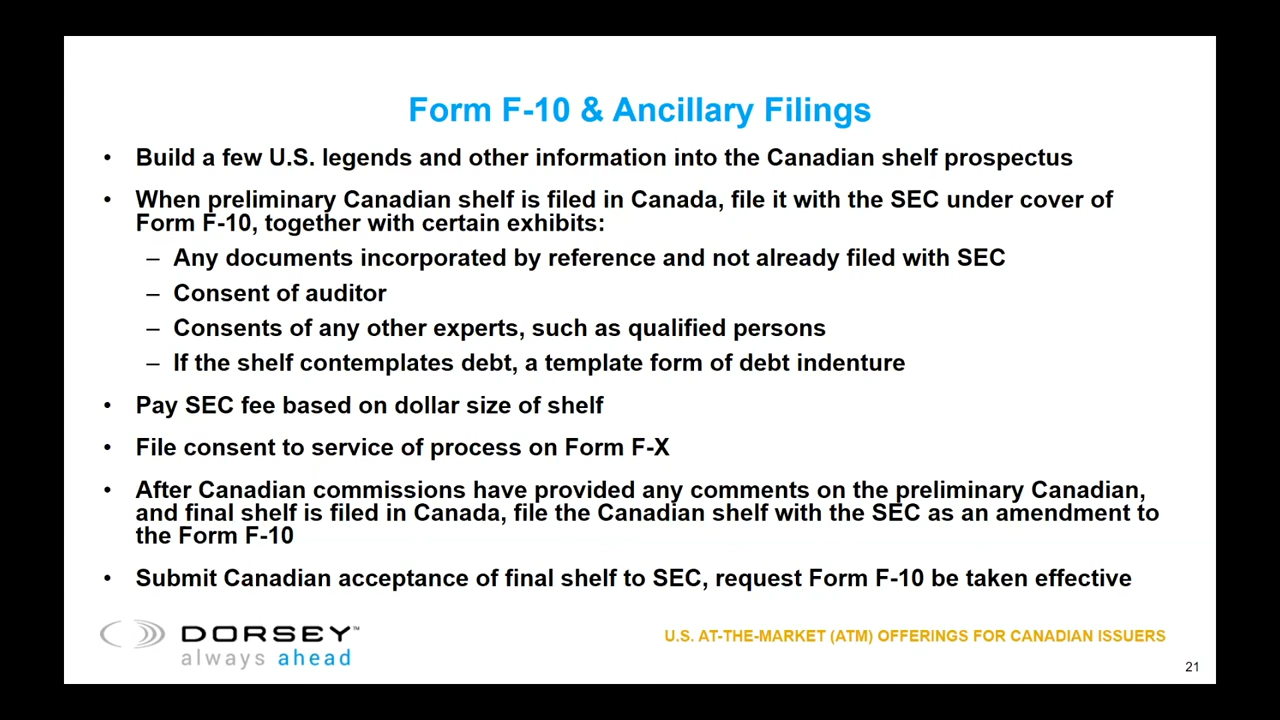 Form F-10 & Ancillary Filings
• Build a few U.S. legends and other information into the Canadian shelf prospectus
• When preliminary Canadian shelf is filed in Canada, file it with the SEC under cover of
Form F-10, together with certain exhibits:
– Any documents incorporated by reference and not already filed with SEC
– Consent of auditor
– Consents of any other experts, such as qualified persons
– If the shelf contemplates debt, a template form of debt indenture
• Pay SEC fee based on dollar size of shelf
• File consent to service of process on Form F-X
• After Canadian commissions have provided any comments on the preliminary Canadian,
and final shelf is filed in Canada, file the Canadian shelf with the SEC as an amendment to
the Form F-10
• Submit Canadian acceptance of final shelf to SEC, request Form F-10 be taken effective
DORSEY™
always ahead
U.S. AT-THE-MARKET (ATM) OFFERINGS FOR CANADIAN ISSUERS
21